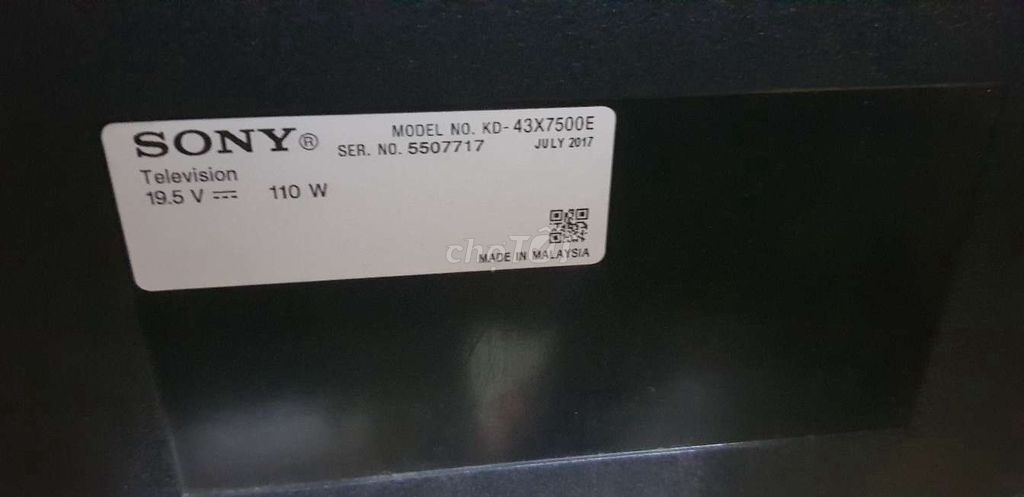 SONY®
MODEL NO. KD-43X7500E
SER. NO. 5507717
JULY 2017
Television
19.5 V ⎓ 110 W
MADE IN MALAYSIA
chợTỐT